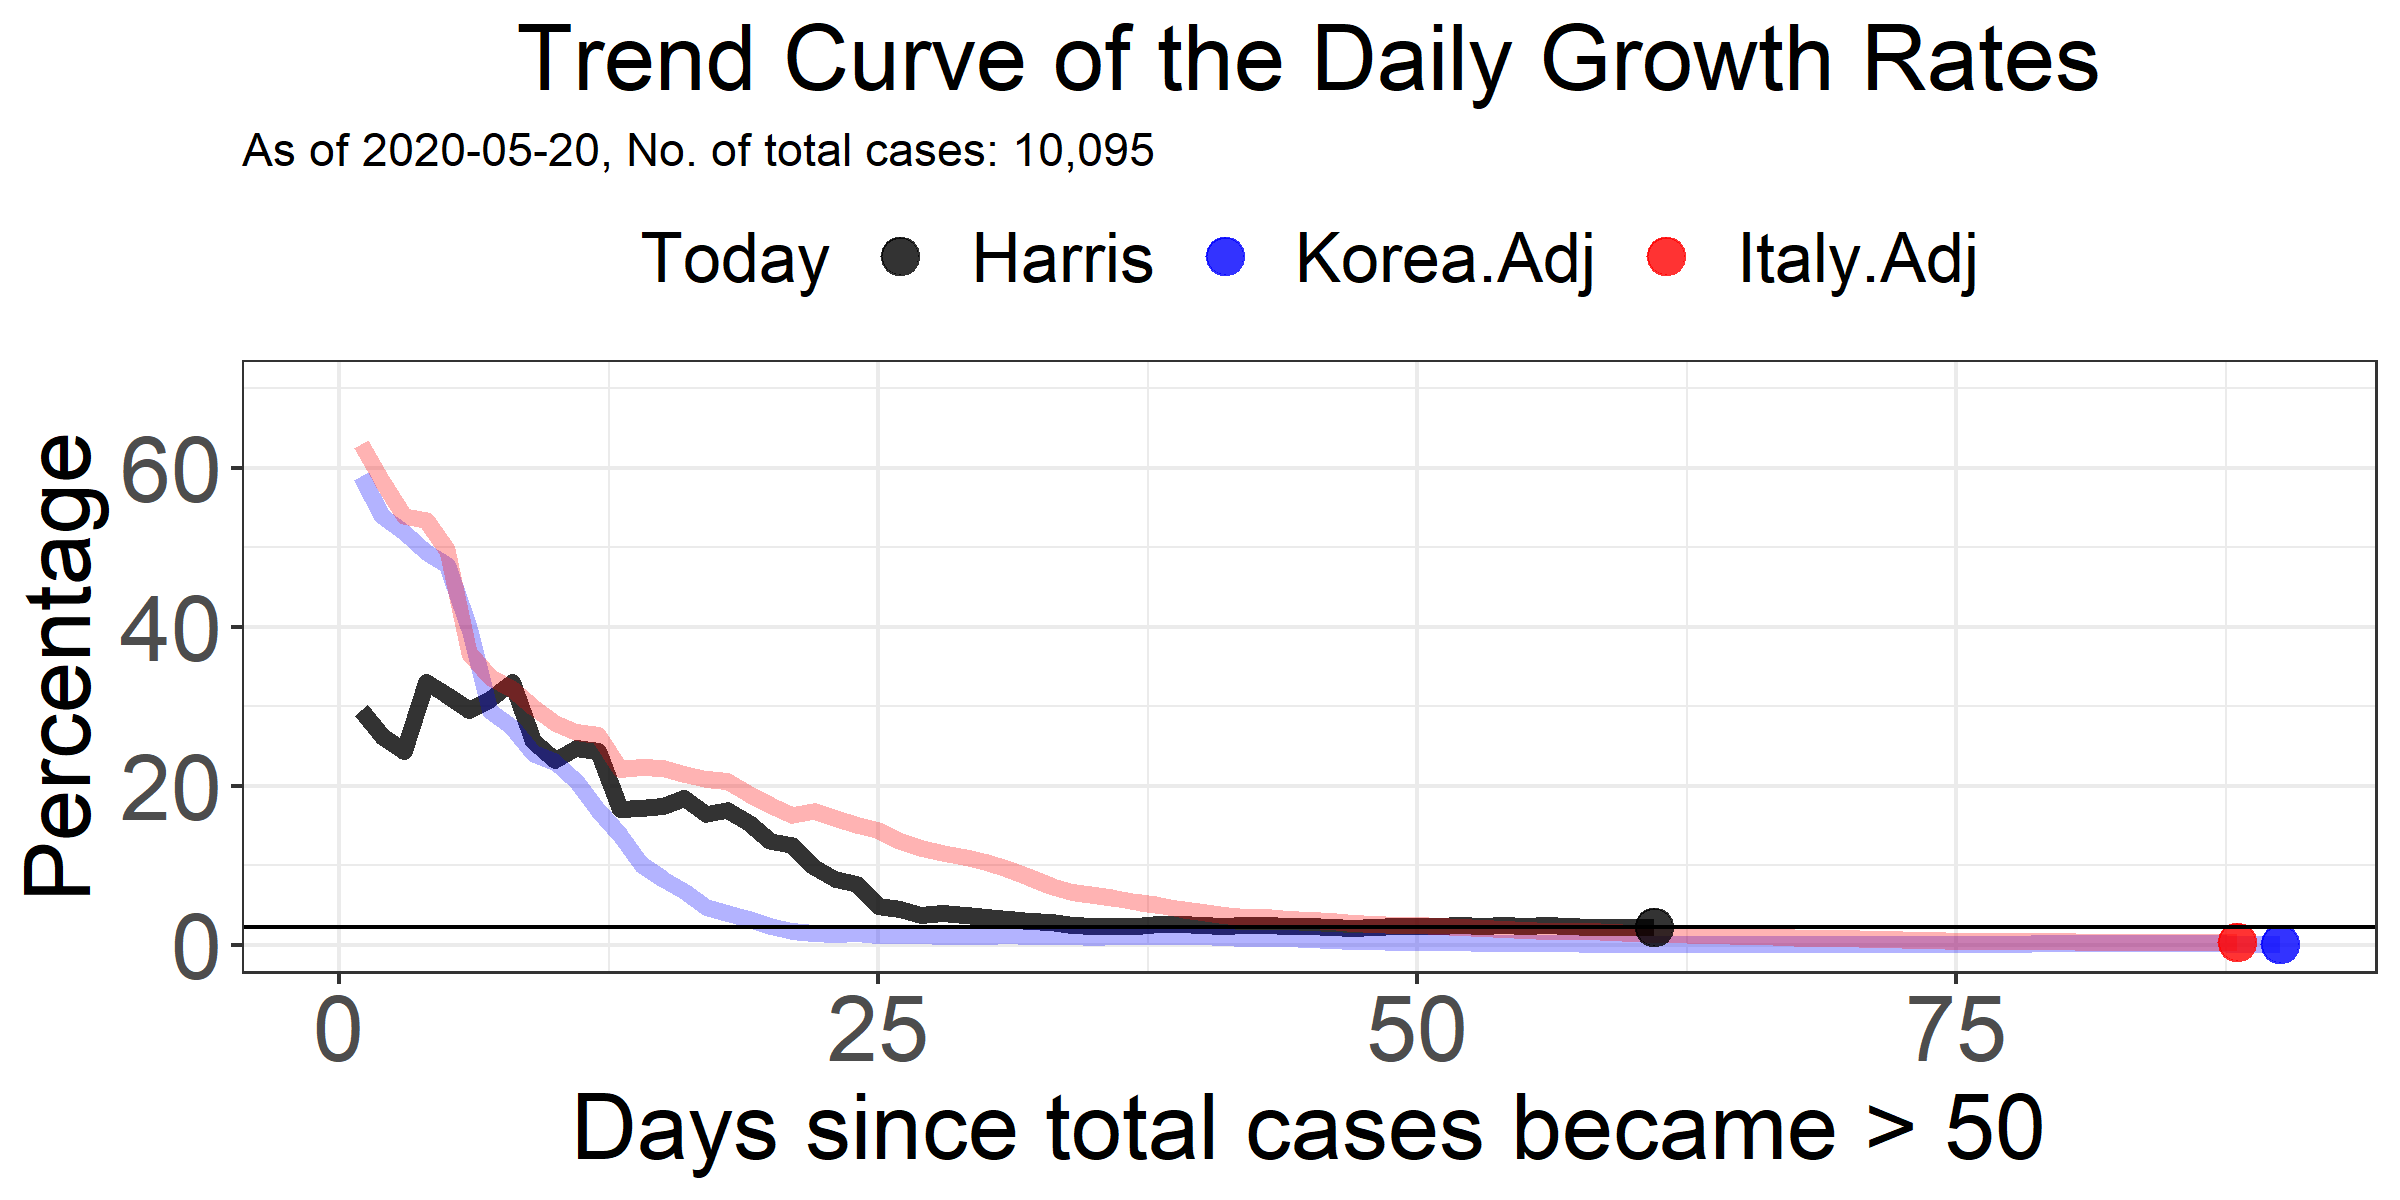 Trend Curve of the Daily Growth Rates
As of 2020-05-20, No. of total cases: 10,095
Today Harris Korea.Adj Italy.Adj
Percentage
60
40
20
0
0 25 50 75
Days since total cases became > 50